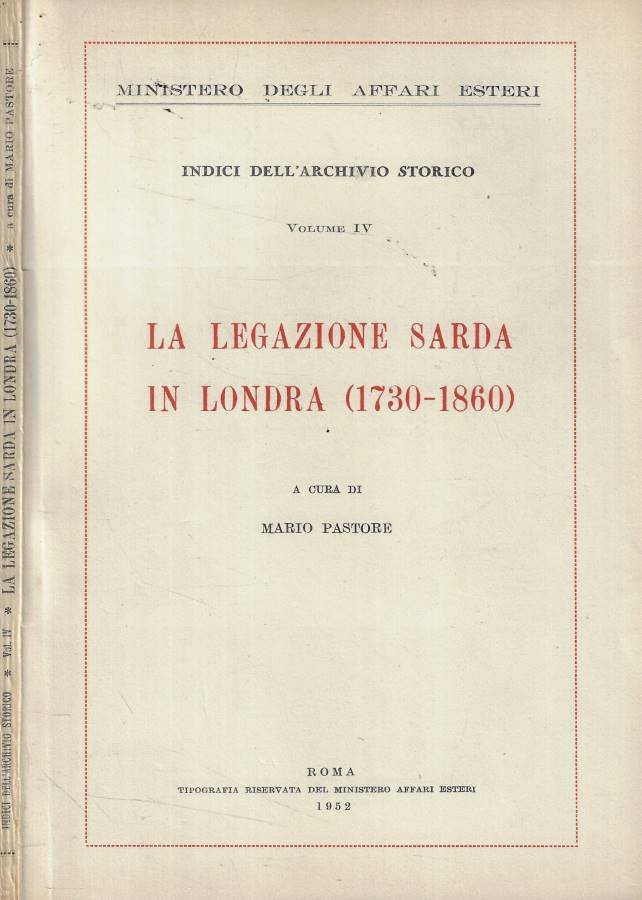 MINISTERO DEGLI AFFARI ESTERI
INDICI DELL'ARCHIVIO STORICO
VOLUME IV
LA LEGAZIONE SARDA
IN LONDRA (1730-1860)
A CURA DI
MARIO PASTORE
ROMA
TIPOGRAFIA RISERVATA DEL MINISTERO AFFARI ESTERI
1952
INDICI DELL'ARCHIVIO STORICO * Vol. IV * LA LEGAZIONE SARDA IN LONDRA (1730-1860) * a cura di MARIO PASTORE